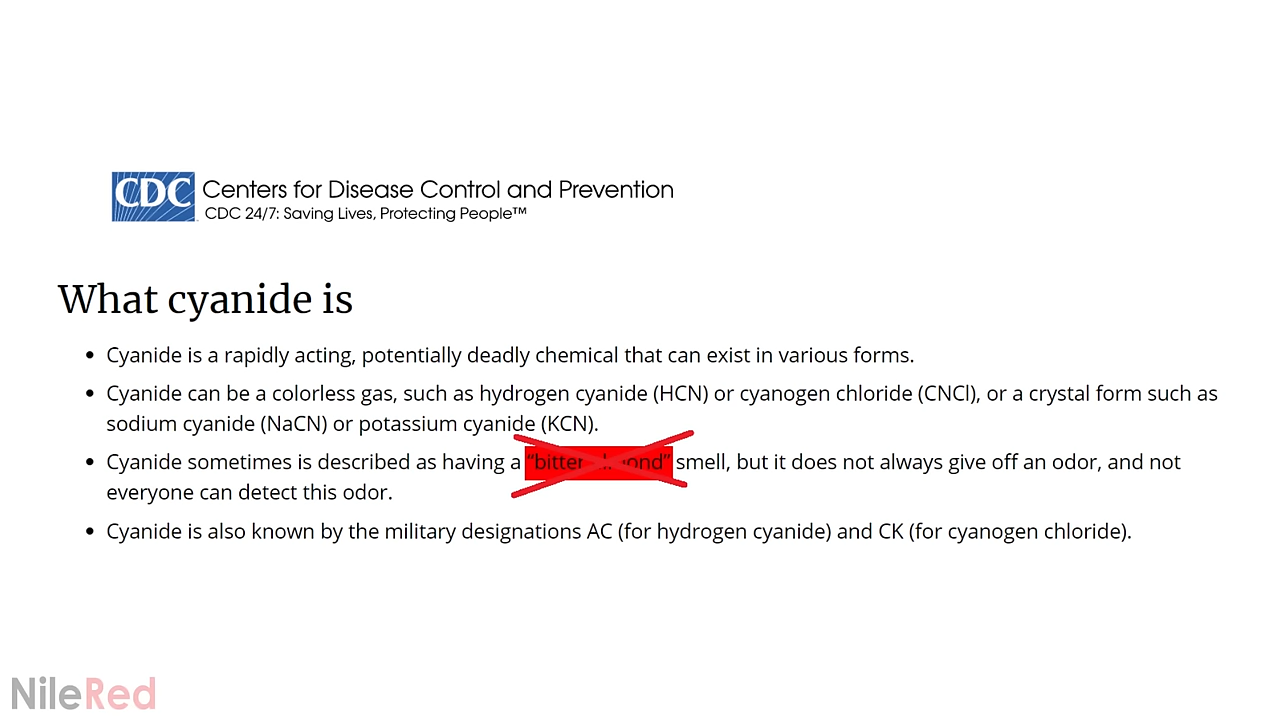 CDC Centers for Disease Control and Prevention
CDC 24/7: Saving Lives, Protecting People™
What cyanide is
• Cyanide is a rapidly acting, potentially deadly chemical that can exist in various forms.
• Cyanide can be a colorless gas, such as hydrogen cyanide (HCN) or cyanogen chloride (CNCl), or a crystal form such as
sodium cyanide (NaCN) or potassium cyanide (KCN).
• Cyanide sometimes is described as having a “bitter almond” smell, but it does not always give off an odor, and not
everyone can detect this odor.
• Cyanide is also known by the military designations AC (for hydrogen cyanide) and CK (for cyanogen chloride).
NileRed